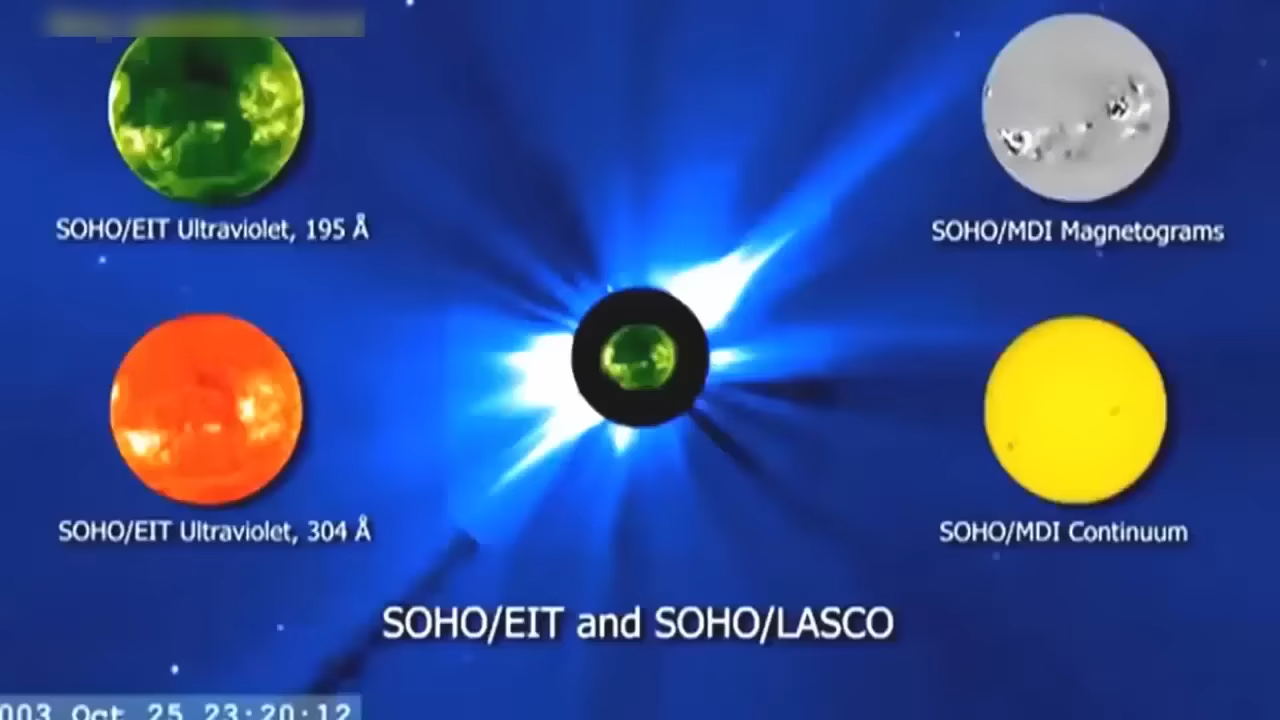 SOHO/EIT Ultraviolet, 195 Å
SOHO/MDI Magnetograms
SOHO/EIT Ultraviolet, 304 Å
SOHO/MDI Continuum
SOHO/EIT and SOHO/LASCO
003 Oct 25 23:20:12